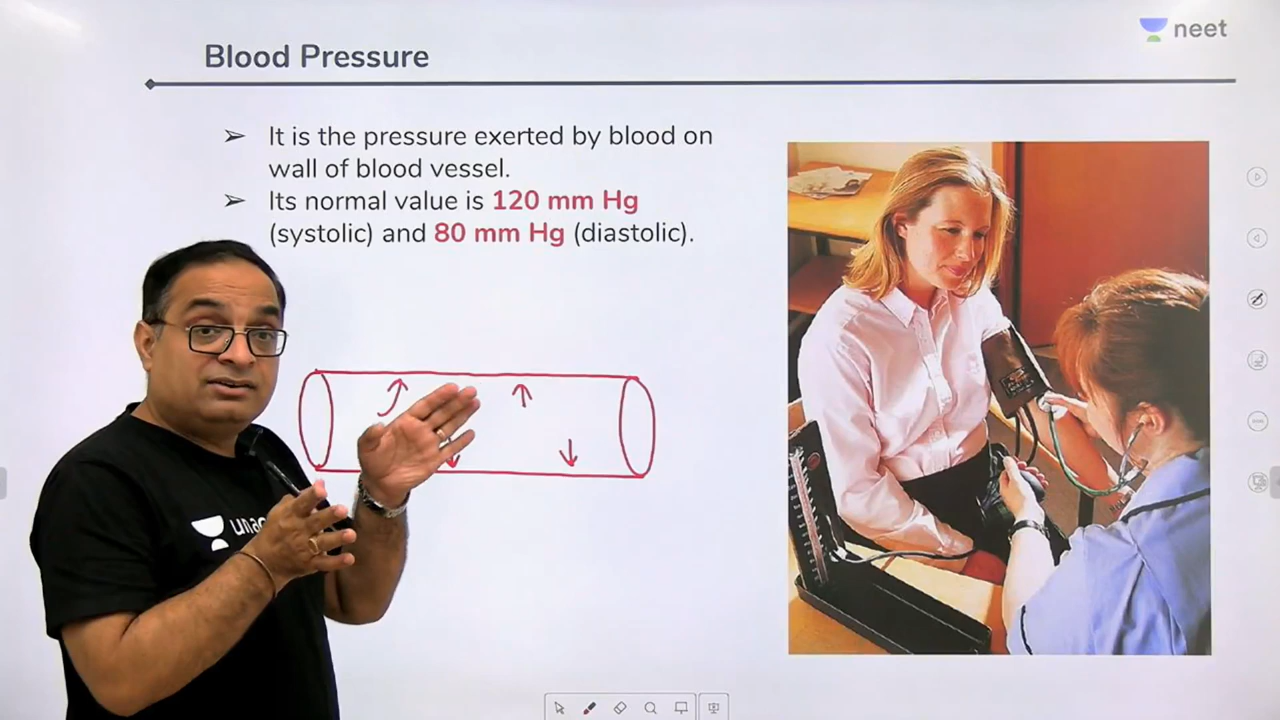 neet
Blood Pressure
➢ It is the pressure exerted by blood on
wall of blood vessel.
➢ Its normal value is 120 mm Hg
(systolic) and 80 mm Hg (diastolic).